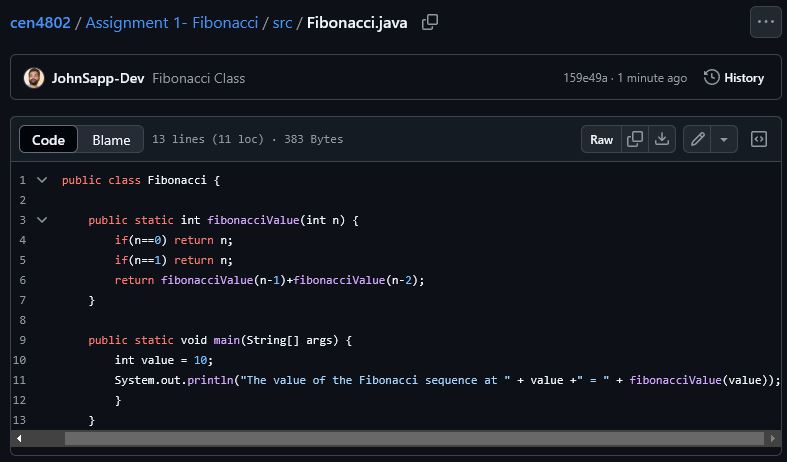 cen4802 / Assignment 1- Fibonacci / src / Fibonacci.java
JohnSapp-Dev Fibonacci Class 159e49a · 1 minute ago History
Code Blame 13 lines (11 loc) · 383 Bytes Raw
1 public class Fibonacci {
2
3 public static int fibonacciValue(int n) {
4 if(n==0) return n;
5 if(n==1) return n;
6 return fibonacciValue(n-1)+fibonacciValue(n-2);
7 }
8
9 public static void main(String[] args) {
10 int value = 10;
11 System.out.println("The value of the Fibonacci sequence at " + value +" = " + fibonacciValue(value));
12 }
13 }